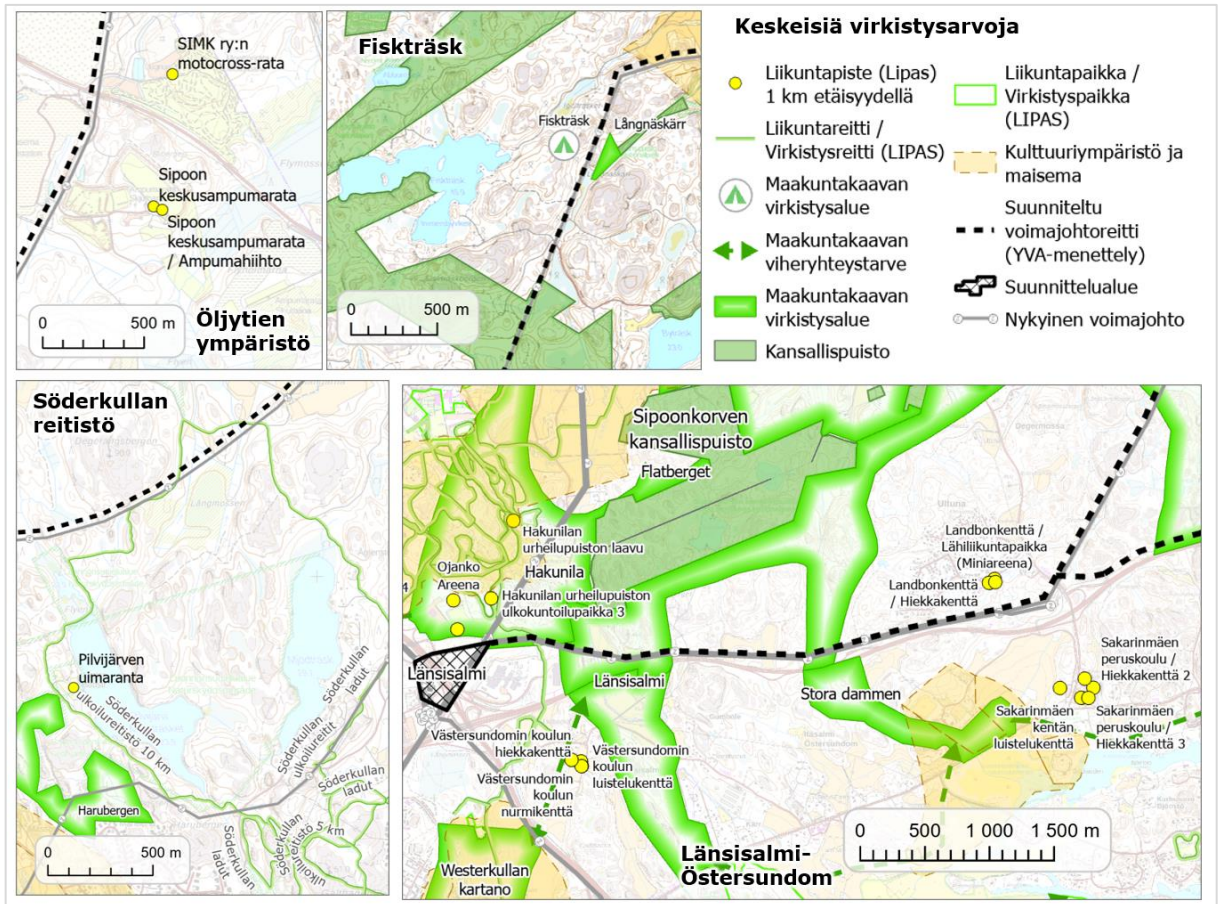 SIMK ry:n
motocross-rata
Sipoon
keskusampumarata
Sipoon
keskusampumarata
/ Ampumahiihto
0 500 m
Öljytien
ympäristö
Fiskträsk
Fiskträsk
Långnäskärr
0 500 m
Keskeisiä virkistysarvoja
Liikuntapiste (Lipas)
1 km etäisyydellä
Liikuntareitti /
Virkistysreitti (LIPAS)
Maakuntakaavan
virkistysalue
Maakuntakaavan
viheryhteystarve
Maakuntakaavan
virkistysalue
Kansallispuisto
Liikuntapaikka /
Virkistyspaikka
(LIPAS)
Kulttuuriympäristö ja
maisema
Suunniteltu
voimajohtoreitti
(YVA-menettely)
Suunnittelualue
Nykyinen voimajohto
Söderkullan
reitistö
Pilvijärven
uimaranta
Söderkullan
ulkoilureitistö 10 km
Söderkullan
ulkoilureitit
Söderkullan
ladut
Söderkullan
ladut
Harubergen
Söderkullan
ladut
Söderkullan
ulkoilureitistö 5 km
0 500 m
Sipoonkorven
kansallispuisto
Flatberget
Hakunilan
urheilupuiston laavu
Hakunila
Ojanko
Areena
4
Hakunilan urheilupuiston
ulkokuntoilupaikka 3
Landbonkenttä /
Lähiliikuntapaikka
(Miniareena)
Landbonkenttä
/ Hiekkakenttä
Länsisalmi
Länsisalmi
Stora dammen
Sakarinmäen
peruskoulu /
Hiekkakenttä 2
Sakarinmäen
kentän
luistelukenttä
Sakarinmäen
peruskoulu /
Hiekkakenttä 3
Västersundomin koulun
hiekkakenttä
Västersundomin
koulun
luistelukenttä
Västersundomin
koulun
nurmikenttä
Westerkullan
kartano
0 500 1 000 1 500 m
Länsisalmi-
Östersundom